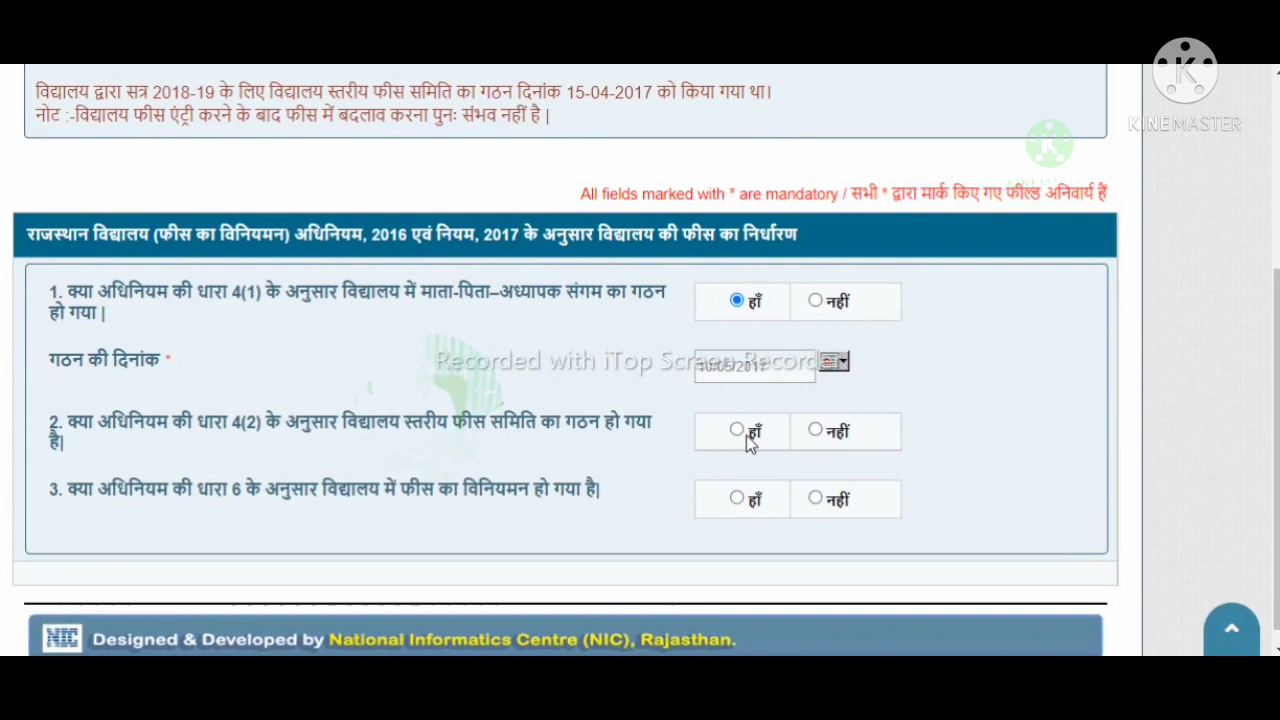 विद्यालय द्वारा सत्र 2018-19 के लिए विद्यालय स्तरीय फीस समिति का गठन दिनांक 15-04-2017 को किया गया था।
नोट :-विद्यालय फीस एंट्री करने के बाद फीस में बदलाव करना पुनः संभव नहीं है |
KINEMASTER
All fields marked with * are mandatory / सभी * द्वारा मार्क किए गए फील्ड अनिवार्य हैं
राजस्थान विद्यालय (फीस का विनियमन) अधिनियम, 2016 एवं नियम, 2017 के अनुसार विद्यालय की फीस का निर्धारण
1. क्या अधिनियम की धारा 4(1) के अनुसार विद्यालय में माता-पिता–अध्यापक संगम का गठन
हो गया |
हाँ नहीं
गठन की दिनांक *
Recorded with iTop Screen Recorder
10/05/2017
2. क्या अधिनियम की धारा 4(2) के अनुसार विद्यालय स्तरीय फीस समिति का गठन हो गया
है|
हाँ नहीं
3. क्या अधिनियम की धारा 6 के अनुसार विद्यालय में फीस का विनियमन हो गया है|
हाँ नहीं
NIC Designed & Developed by National Informatics Centre (NIC), Rajasthan.